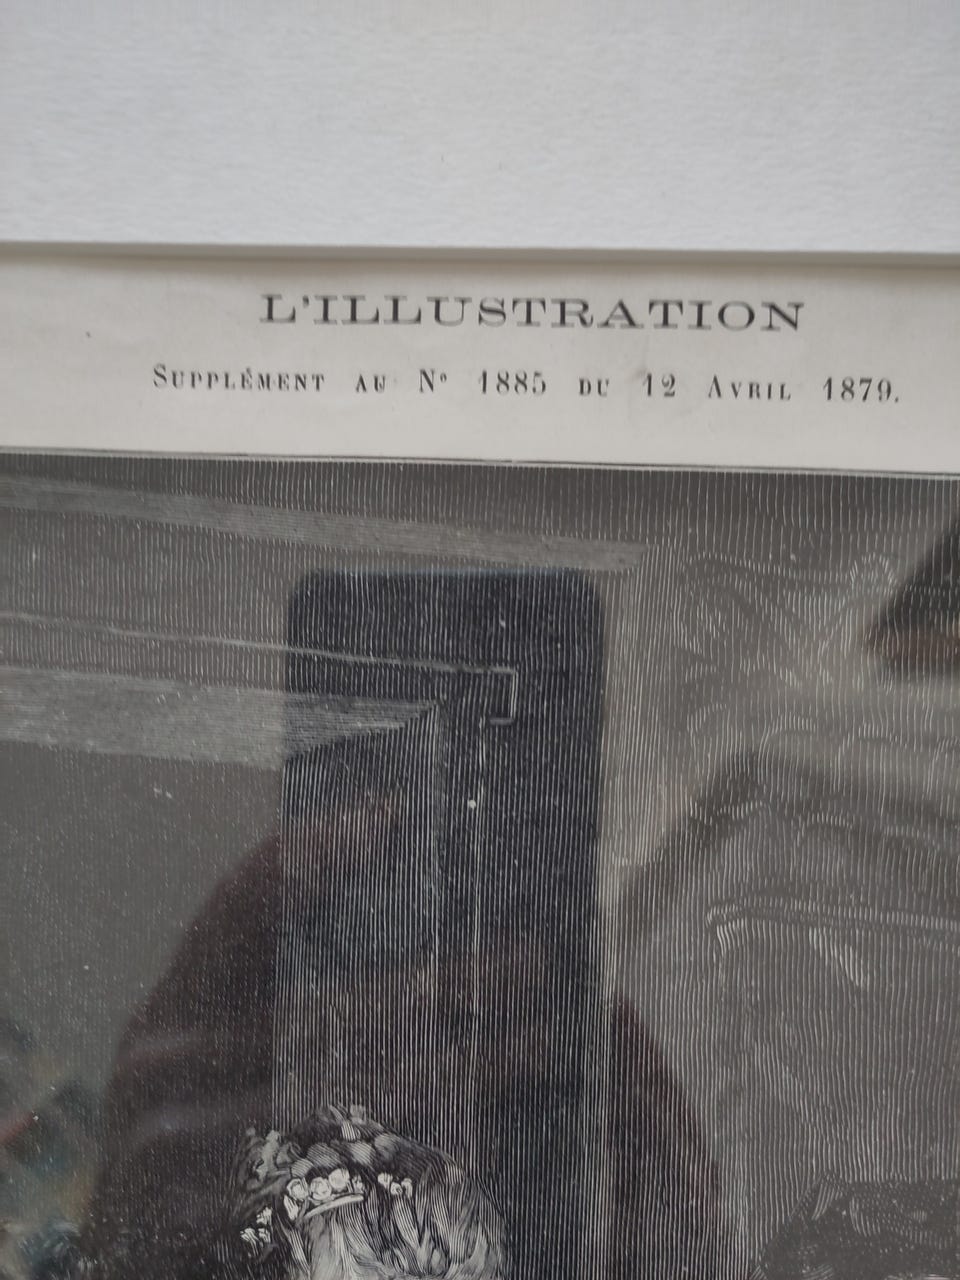 L'ILLUSTRATION
SUPPLÉMENT AU N° 1885 DU 12 AVRIL 1879.